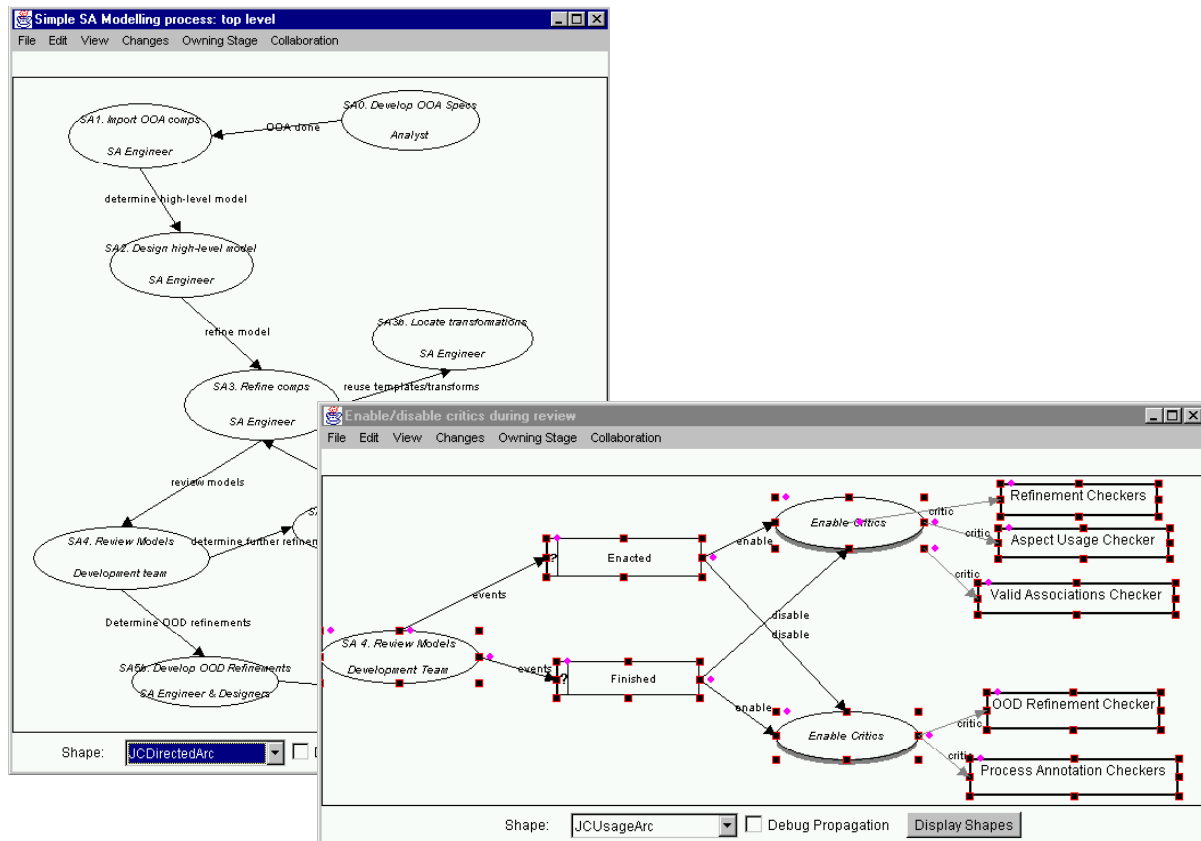 Simple SA Modelling process: top level
File Edit View Changes Owning Stage Collaboration
SA0. Develop OOA Specs
Analyst
SA1. Import OOA comps
SA Engineer
OOA done
determine high-level model
SA2. Design high-level model
SA Engineer
refine model
SA3b. Locate transformations
SA Engineer
SA3. Refine comps
SA Engineer
reuse templates/transforms
review models
SA4. Review Models
Development team
determine further refinem
Determine OOD refinements
SA5b. Develop OOD Refinements
SA Engineer & Designers
Shape: JCDirectedArc
Enable/disable critics during review
File Edit View Changes Owning Stage Collaboration
Refinement Checkers
critic
Enable Critics
critic
Aspect Usage Checker
enable
? Enacted
critic
Valid Associations Checker
events
disable
disable
SA 4. Review Models
Development Team
events
? Finished
enable
OOD Refinement Checker
critic
Enable Critics
critic
Process Annotation Checkers
Shape: JCUsageArc Debug Propagation Display Shapes